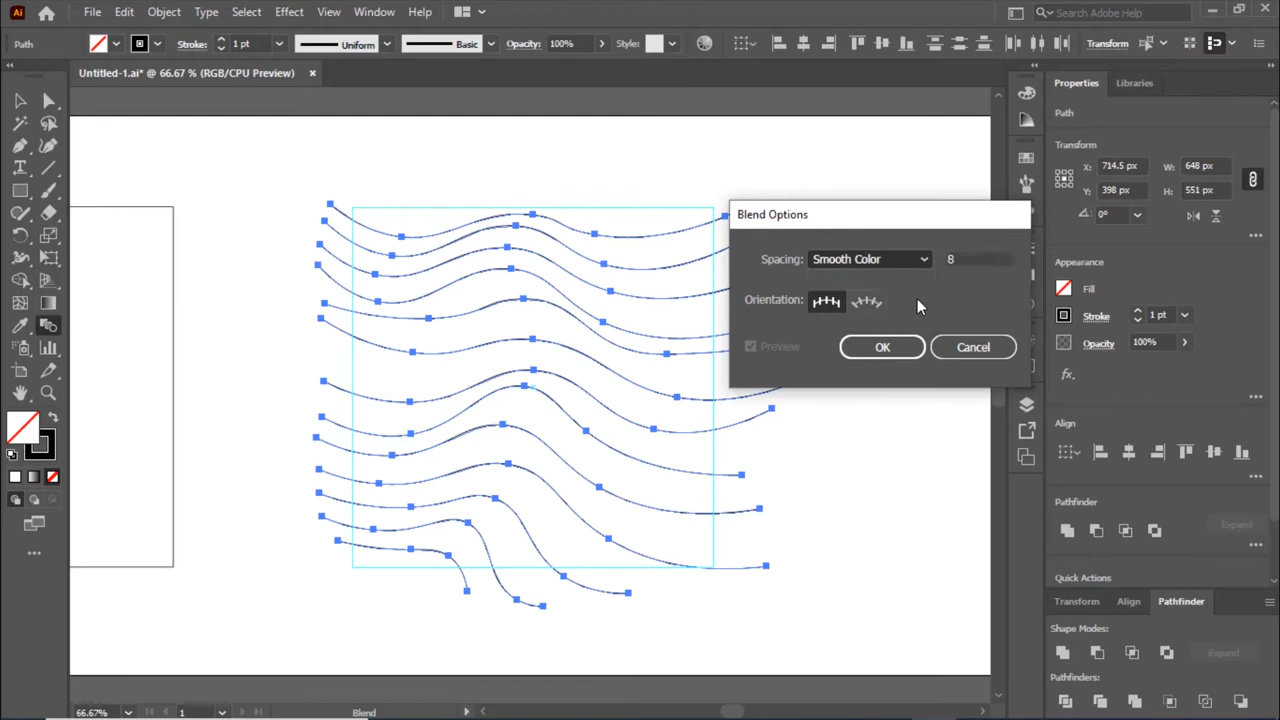 Ai
File
Edit
Object
Type
Select
Effect
View
Window
Help
Search Adobe Help
Path
Stroke:
1 pt
Uniform
Basic
Opacity:
100%
Style:
Transform
Untitled-1.ai* @ 66.67 % (RGB/CPU Preview)
Properties
Libraries
Path
Transform
X:
714.5 px
W:
648 px
Y:
398 px
H:
551 px
0°
Appearance
Fill
Stroke
1 pt
Opacity
100%
fx.
Align
Pathfinder
Expand
Quick Actions
Transform
Align
Pathfinder
Shape Modes:
Expand
Pathfinders:
Blend Options
Spacing:
Smooth Color
8
Orientation:
Preview
OK
Cancel
66.67%
1
Blend